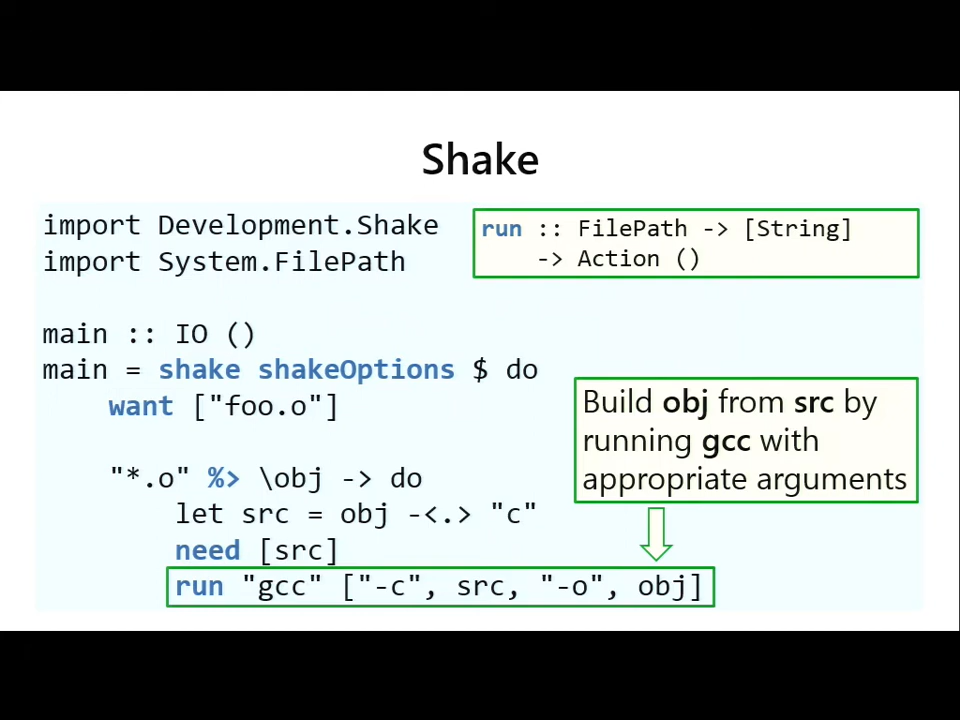 Shake
import Development.Shake
import System.FilePath
run :: FilePath -> [String]
-> Action ()
main :: IO ()
main = shake shakeOptions $ do
want ["foo.o"]
Build obj from src by
running gcc with
appropriate arguments
"*.o" %> \obj -> do
let src = obj -<.> "c"
need [src]
run "gcc" ["-c", src, "-o", obj]